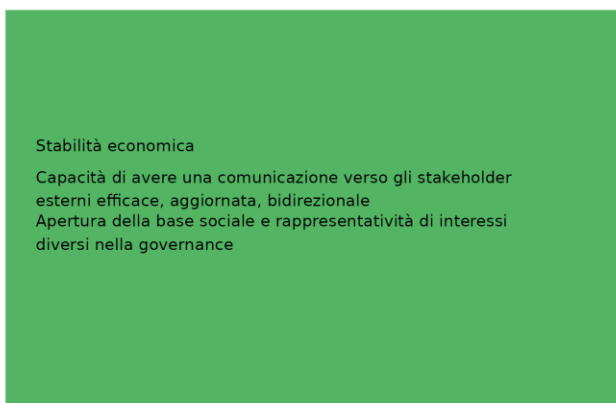 Stabilità economica
Capacità di avere una comunicazione verso gli stakeholder
esterni efficace, aggiornata, bidirezionale
Apertura della base sociale e rappresentatività di interessi
diversi nella governance